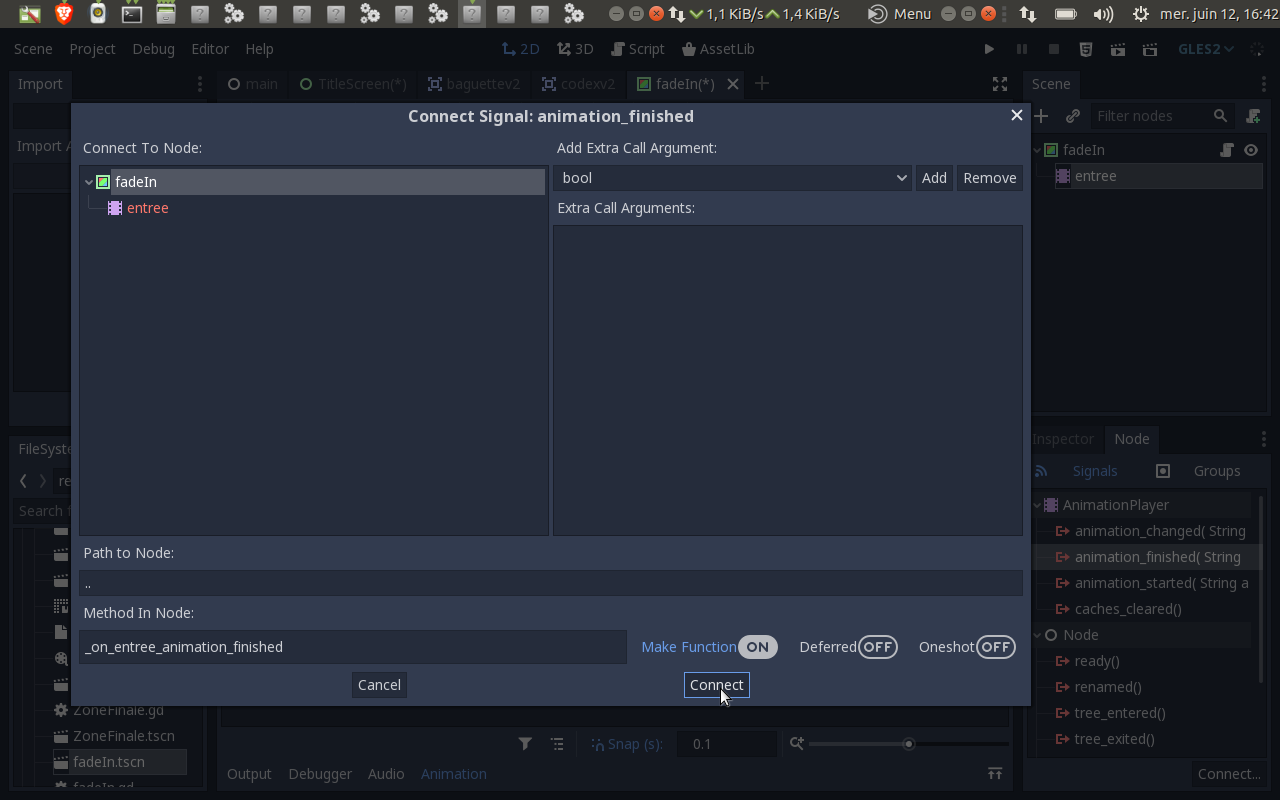 1,1 KiB/s 1,4 KiB/s Menu mer. juin 12, 16:42
Scene Project Debug Editor Help 2D 3D Script AssetLib GLES2
Import main TitleScreen(*) baguettev2 codexv2 fadeIn(*) Scene
Connect Signal: animation_finished
Filter nodes
Connect To Node: Add Extra Call Argument:
Import
fadeIn
fadeIn bool Add Remove
entree
entree Extra Call Arguments:
Inspector Node
FileSyste
Signals Groups
re
Search
AnimationPlayer
animation_changed( String
Path to Node:
animation_finished( String
..
animation_started( String a
Method In Node:
caches_cleared()
Node
_on_entree_animation_finished Make Function ON Deferred OFF Oneshot OFF
ready()
Cancel Connect
renamed()
ZoneFinale.gd
tree_entered()
ZoneFinale.tscn
Snap (s): 0.1
tree_exited()
fadeIn.tscn
Output Debugger Audio Animation
Connect...
fadeIn.gd